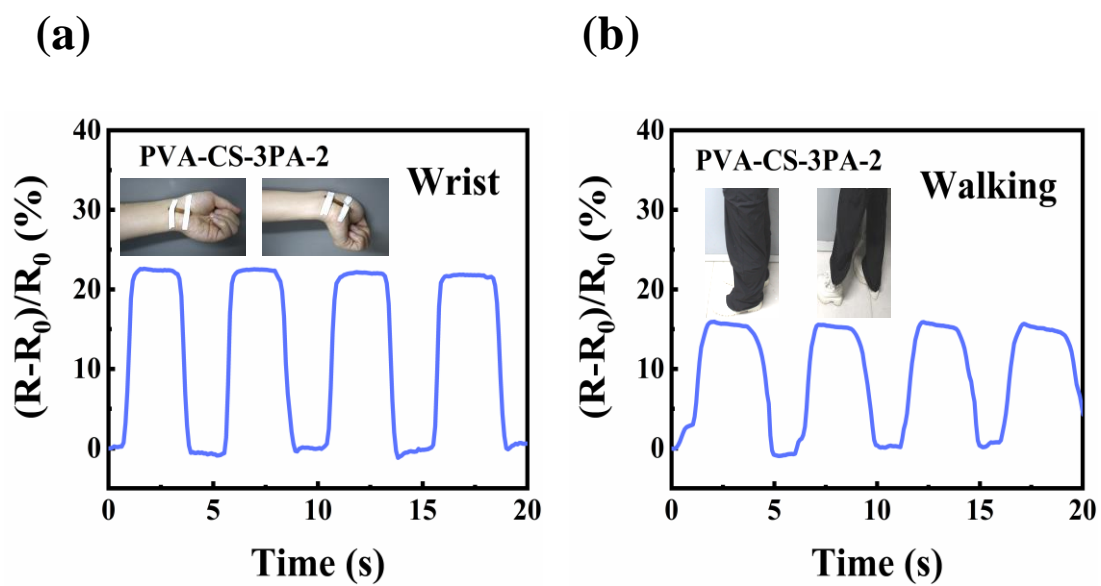 (a)
(b)
PVA-CS-3PA-2
Wrist
(R-R₀)/R₀ (%)
40
30
20
10
0
0 5 10 15 20
Time (s)
PVA-CS-3PA-2
Walking
(R-R₀)/R₀ (%)
40
30
20
10
0
0 5 10 15 20
Time (s)